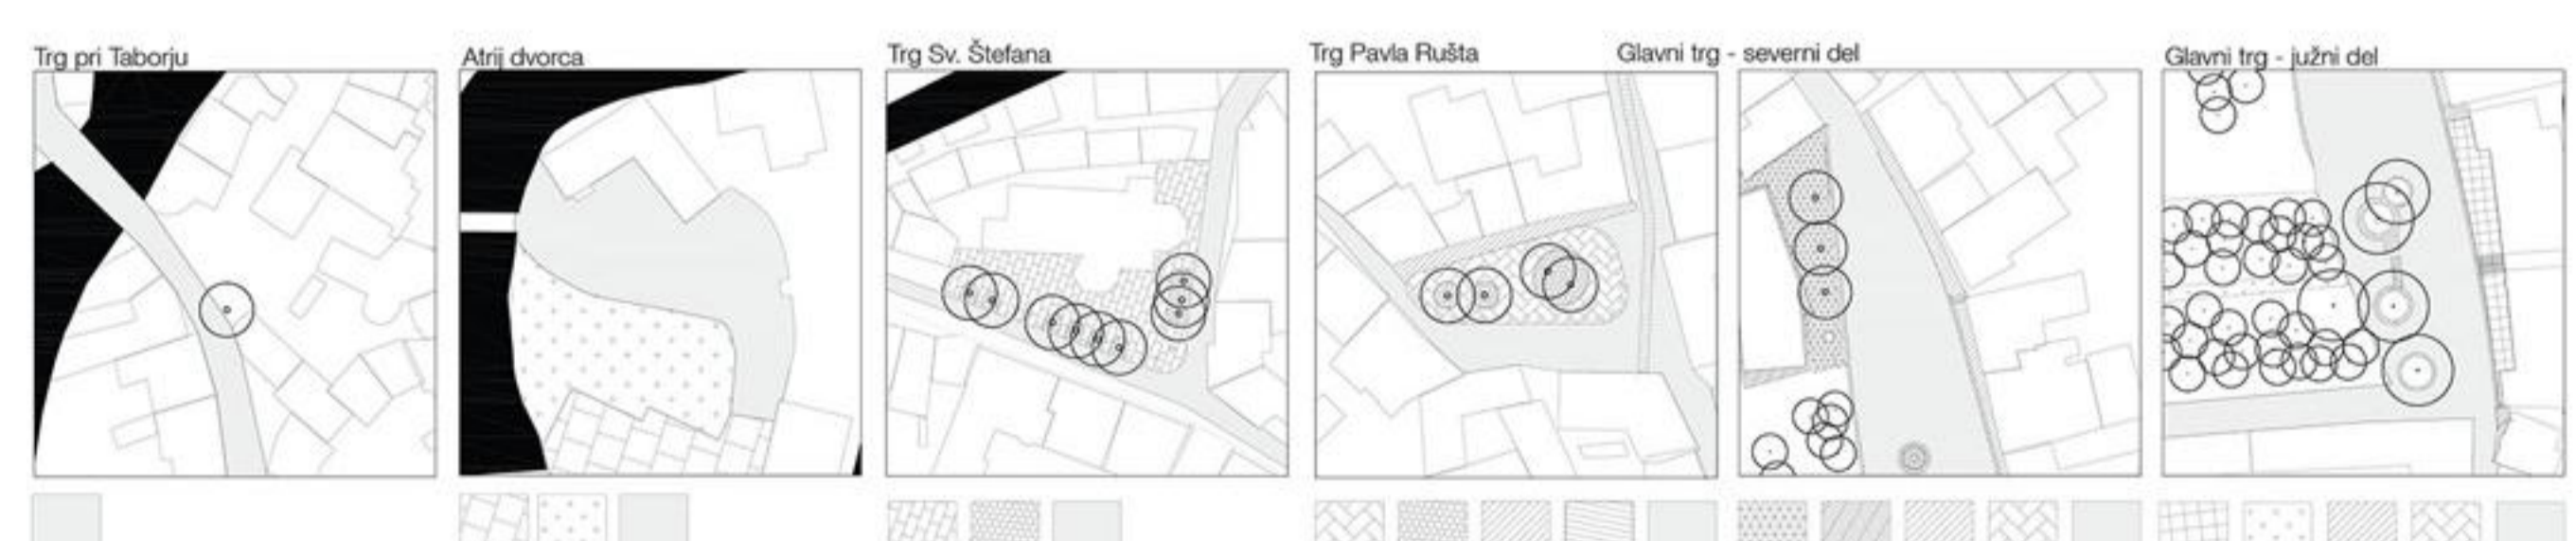 Trg pri Taborju
Atrij dvorca
Trg Sv. Štefana
Trg Pavla Rušta
Glavni trg - severni del
Glavni trg - južni del